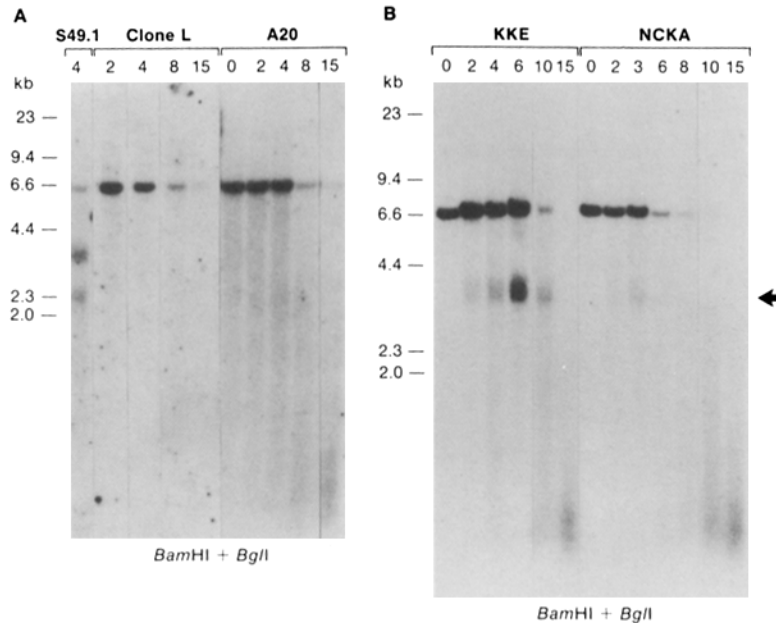 A
S49.1 Clone L A20
4 2 4 8 15 0 2 4 8 15
kb
23
9.4
6.6
4.4
2.3
2.0
BamHI + BglI
B
KKE NCKA
0 2 4 6 10 15 0 2 3 6 8 10 15
kb
23
9.4
6.6
4.4
2.3
2.0
BamHI + BglI